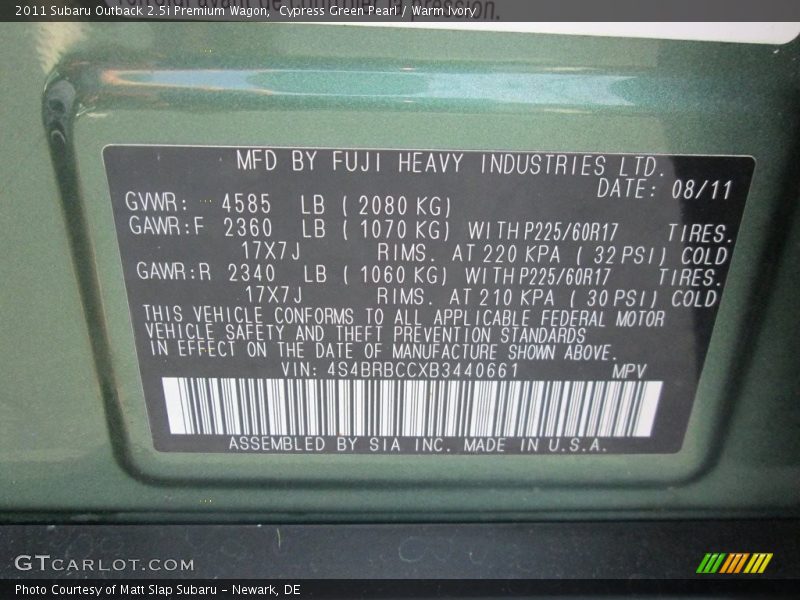 2011 Subaru Outback 2.5i Premium Wagon, Cypress Green Pearl / Warm Ivory
la pression.
MFD BY FUJI HEAVY INDUSTRIES LTD.
DATE: 08/11
GVWR: 4585 LB ( 2080 KG)
GAWR:F 2360 LB ( 1070 KG) WITH P225/60R17 TIRES.
17X7J RIMS. AT 220 KPA ( 32 PSI) COLD
GAWR:R 2340 LB ( 1060 KG) WITH P225/60R17 TIRES.
17X7J RIMS. AT 210 KPA ( 30 PSI) COLD
THIS VEHICLE CONFORMS TO ALL APPLICABLE FEDERAL MOTOR
VEHICLE SAFETY AND THEFT PREVENTION STANDARDS
IN EFFECT ON THE DATE OF MANUFACTURE SHOWN ABOVE.
VIN: 4S4BRBCCXB3440661 MPV
ASSEMBLED BY SIA INC. MADE IN U.S.A.
GTCARLOT.COM
Photo Courtesy of Matt Slap Subaru - Newark, DE